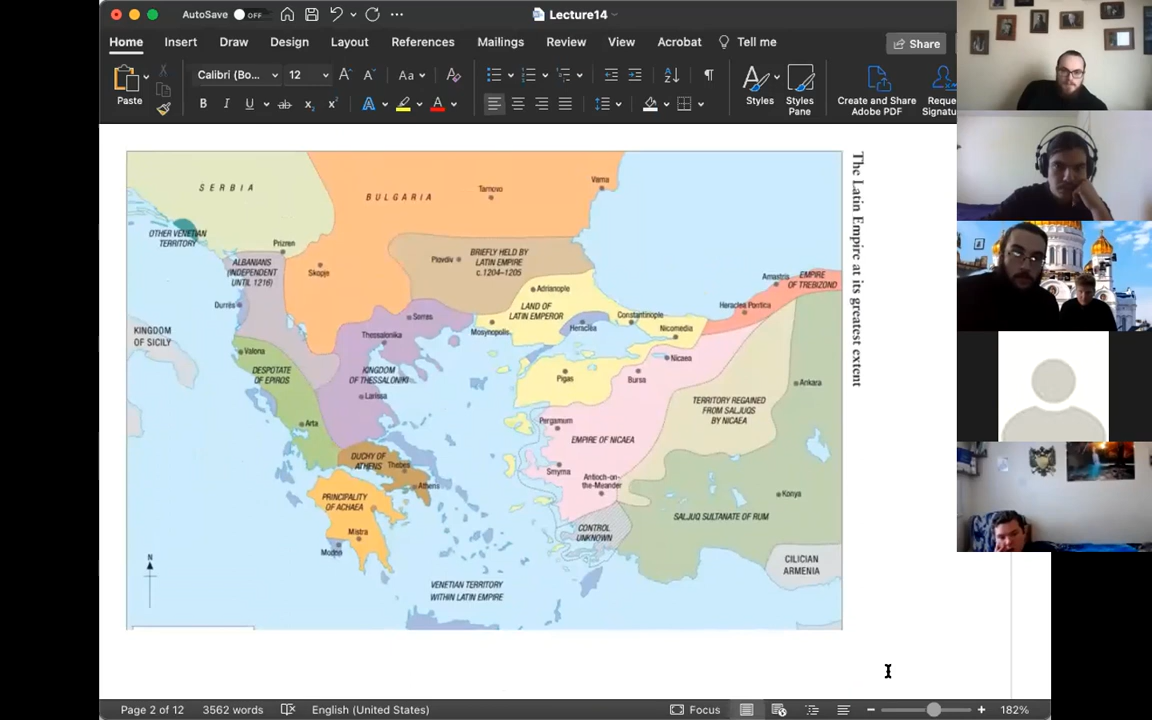 AutoSave OFF
Lecture14
Home Insert Draw Design Layout References Mailings Review View Acrobat Tell me
Share
Calibri (Bo... 12
Aa
Paste
Styles
Styles
Pane
Create and Share
Adobe PDF
Reque
Signatu
The Latin Empire at its greatest extent
SERBIA
BULGARIA
Tarnovo
Varna
OTHER VENETIAN
TERRITORY
Prizren
ALBANIANS
(INDEPENDENT
UNTIL 1216)
Skopje
Plovdiv
BRIEFLY HELD BY
LATIN EMPIRE
c.1204–1205
Adrianople
Amastris
EMPIRE
OF TREBIZOND
Durrës
LAND OF
LATIN EMPEROR
Heraclea Pontica
Serras
Mosynopolis
Heraclea
Constantinople
Nicomedia
KINGDOM
OF SICILY
Thessalonika
Valona
Nicaea
DESPOTATE
OF EPIROS
KINGDOM
OF THESSALONIKI
Pigas
Bursa
Ankara
Larissa
TERRITORY REGAINED
FROM SALJUQS
BY NICAEA
Arta
Pergamum
EMPIRE OF NICAEA
DUCHY OF
ATHENS
Thebes
Smyrna
Athens
Antioch-on-
the-Meander
PRINCIPALITY
OF ACHAEA
Konya
SALJUQ SULTANATE OF RUM
Mistra
CONTROL
UNKNOWN
Modon
N
CILICIAN
ARMENIA
VENETIAN TERRITORY
WITHIN LATIN EMPIRE
Page 2 of 12 3562 words English (United States) Focus 182%